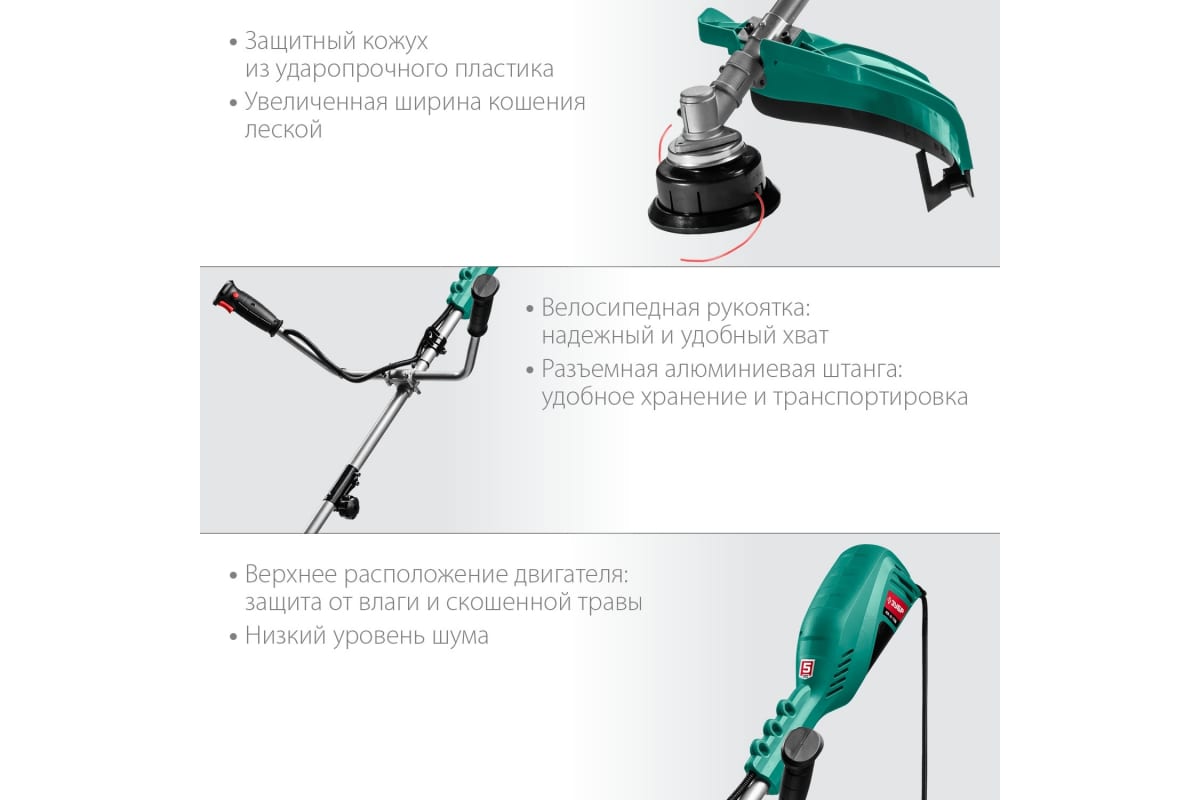 • Защитный кожух
из ударопрочного пластика
• Увеличенная ширина кошения
леской
• Велосипедная рукоятка:
надежный и удобный хват
• Разъемная алюминиевая штанга:
удобное хранение и транспортировка
• Верхнее расположение двигателя:
защита от влаги и скошенной травы
• Низкий уровень шума
ЗУБР
5